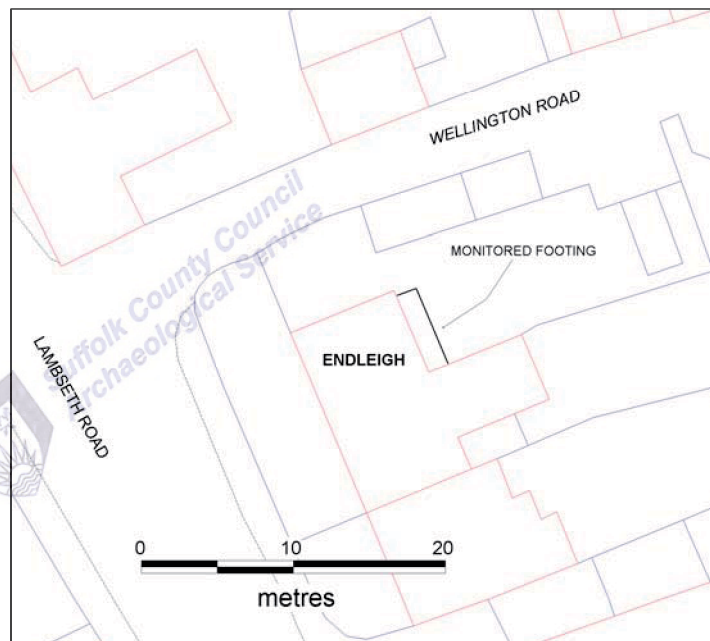 WELLINGTON ROAD
Suffolk County Council
Archaeological Service
MONITORED FOOTING
LAMBSETH ROAD
ENDLEIGH
0 10 20
metres